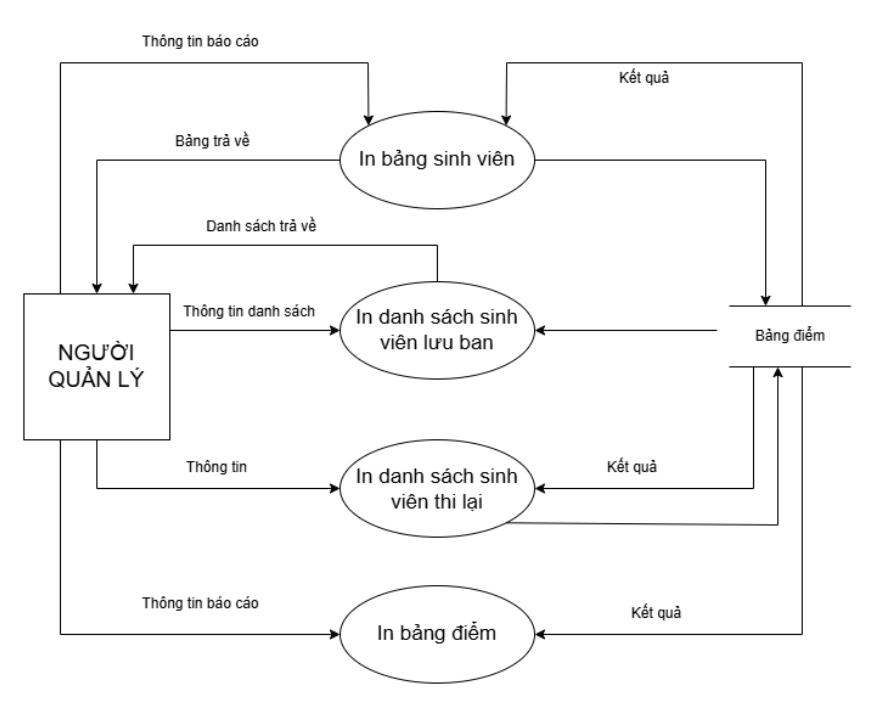 Thông tin báo cáo
Kết quả
Bảng trả về
In bảng sinh viên
Danh sách trả về
Thông tin danh sách
In danh sách sinh
viên lưu ban
Bảng điểm
NGƯỜI
QUẢN LÝ
Thông tin
In danh sách sinh
viên thi lại
Kết quả
Thông tin báo cáo
In bảng điểm
Kết quả